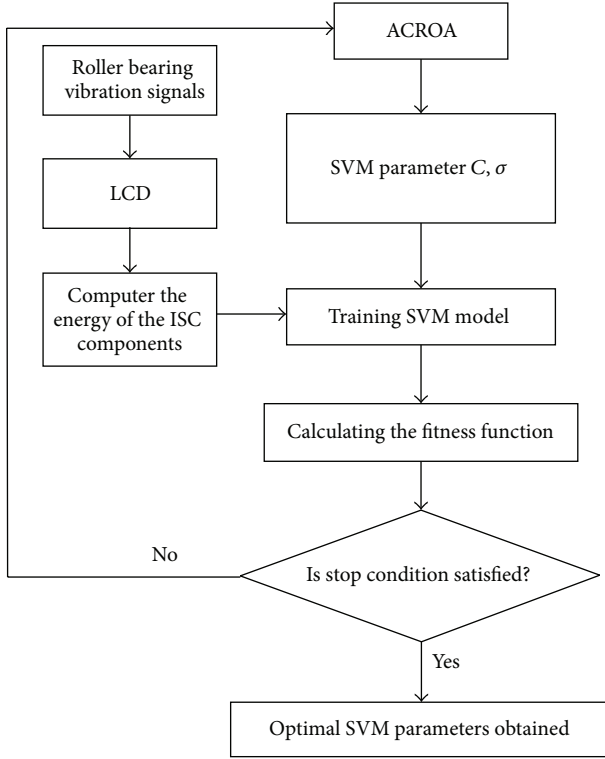 ACROA
Roller bearing
vibration signals
SVM parameter C, σ
LCD
Computer the
energy of the ISC
components
Training SVM model
Calculating the fitness function
No
Is stop condition satisfied?
Yes
Optimal SVM parameters obtained